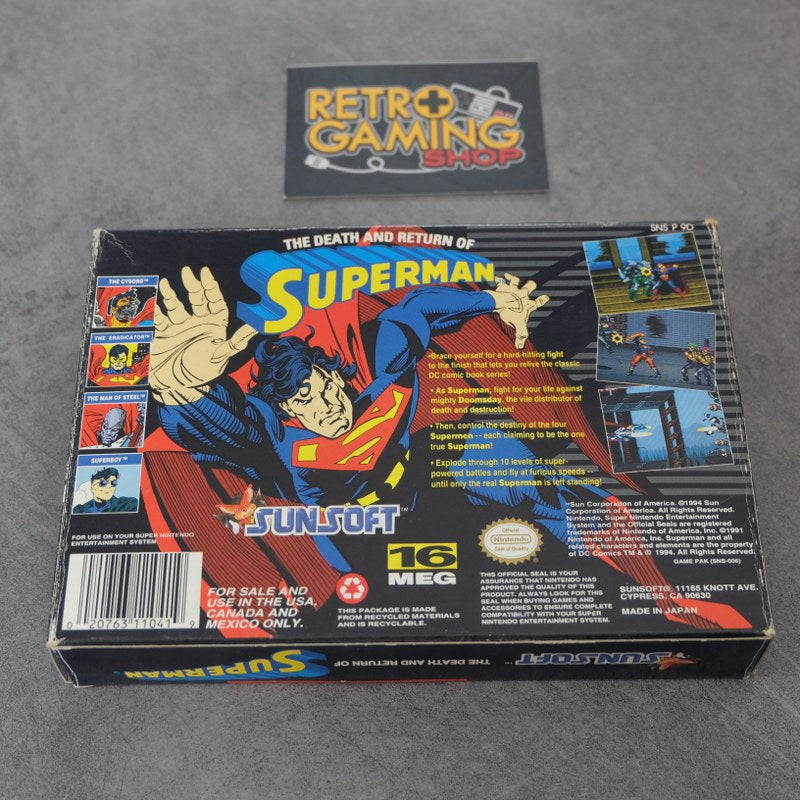 RETRO
GAMING
SHOP
SNS P 9D
THE DEATH AND RETURN OF
SUPERMAN
THE CYBORG™
THE ERADICATOR™
THE MAN OF STEEL™
SUPERBOY™
•Brace yourself for a hard-hitting fight
to the finish that lets you relive the classic
DC comic book series!
• As Superman, fight for your life against
mighty Doomsday, the vile distributor of
death and destruction!
• Then, control the destiny of the four
Supermen -- each claiming to be the one
true Superman!
• Explode through 10 levels of super-
powered battles and fly at furious speeds --
until only the real Superman is left standing!
SUNSOFT™
FOR USE ON YOUR SUPER NINTENDO
ENTERTAINMENT SYSTEM
0 20763 11041 9
FOR SALE AND
USE IN THE USA,
CANADA AND
MEXICO ONLY.
THIS PACKAGE IS MADE
FROM RECYCLED MATERIALS
AND IS RECYCLABLE.
16
MEG
Official
Nintendo
Seal of Quality
THIS OFFICIAL SEAL IS YOUR
ASSURANCE THAT NINTENDO HAS
APPROVED THE QUALITY OF THIS
PRODUCT. ALWAYS LOOK FOR THIS
SEAL WHEN BUYING GAMES AND
ACCESSORIES TO ENSURE COMPLETE
COMPATIBILITY WITH YOUR SUPER
NINTENDO ENTERTAINMENT SYSTEM.
Sun Corporation of America. ©1994 Sun
Corporation of America. All Rights Reserved.
Nintendo, Super Nintendo Entertainment
System and the Official Seals are registered
trademarks of Nintendo of America, Inc. ©1991
Nintendo of America, Inc. Superman and all
related characters and elements are the property
of DC Comics TM & © 1994. All Rights Reserved.
GAME PAK (SNS-006)
SUNSOFT®, 11165 KNOTT AVE.
CYPRESS, CA 90630
MADE IN JAPAN
THE DEATH AND RETURN OF
SUPERMAN
SUNSOFT™